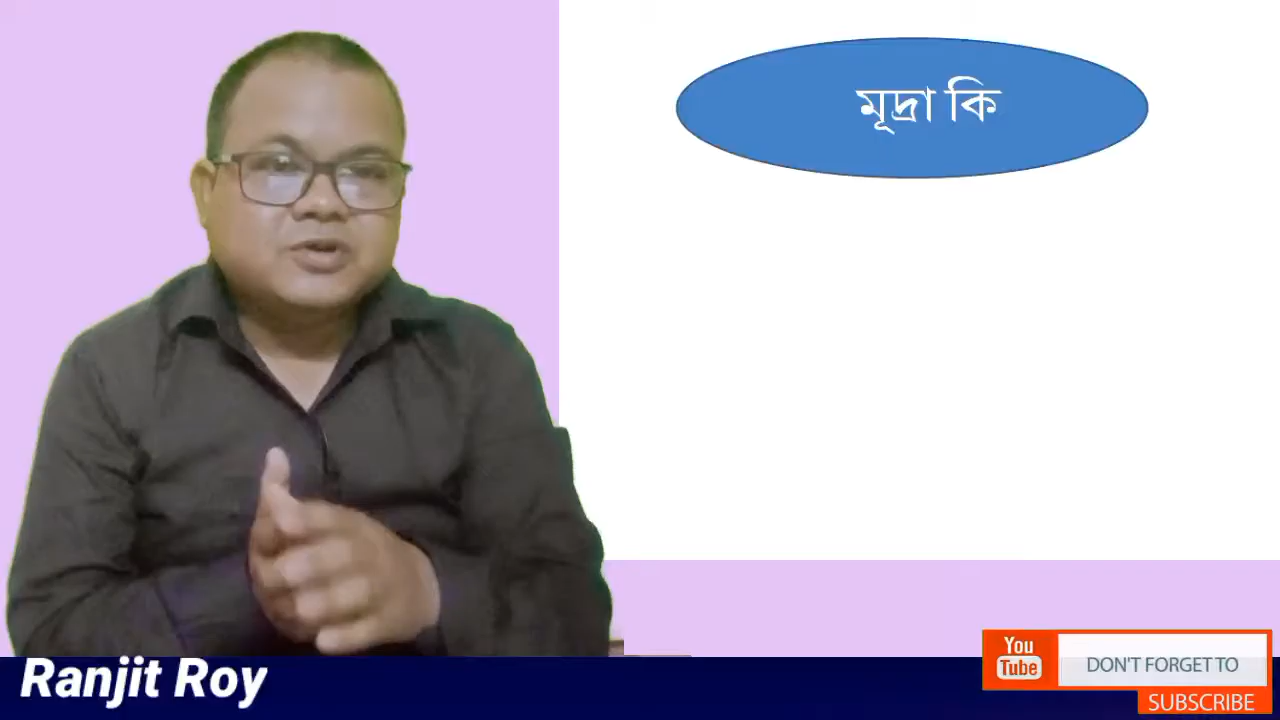 মূদ্রা কি
Ranjit Roy
You
Tube
DON'T FORGET TO
SUBSCRIBE